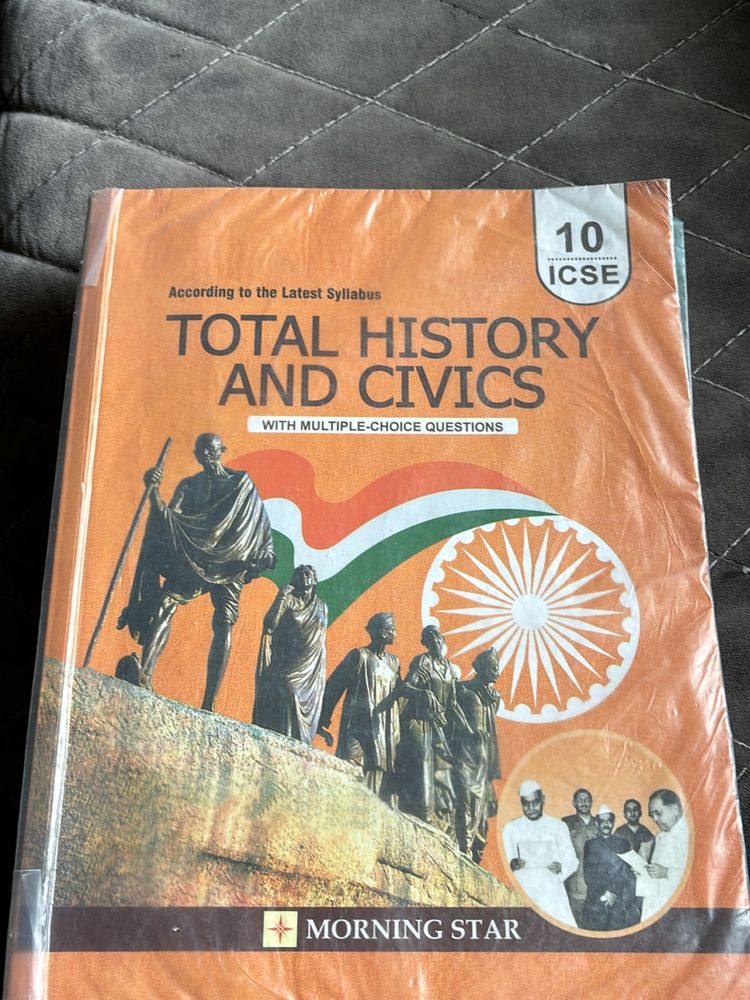 10
ICSE
According to the Latest Syllabus
TOTAL HISTORY
AND CIVICS
WITH MULTIPLE-CHOICE QUESTIONS
MORNING STAR